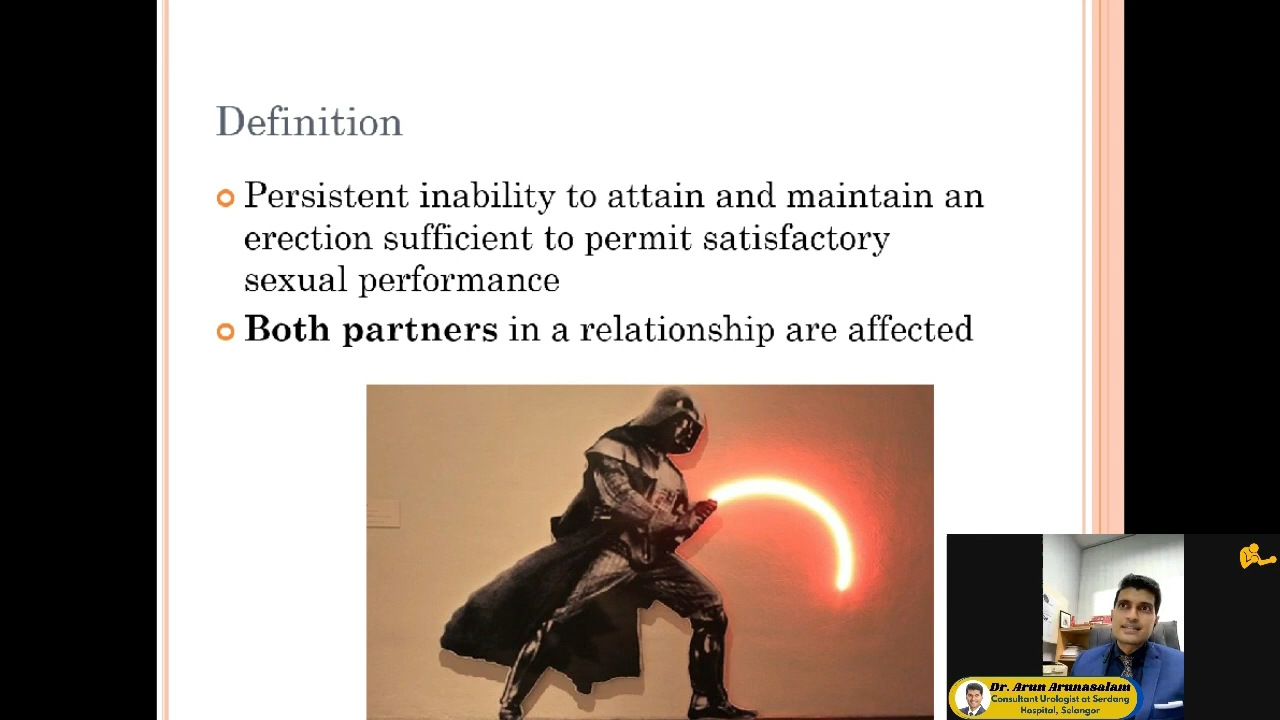 Definition
Persistent inability to attain and maintain an
erection sufficient to permit satisfactory
sexual performance
Both partners in a relationship are affected
Dr. Arun Arunasalam
Consultant Urologist at Serdang
Hospital, Selangor